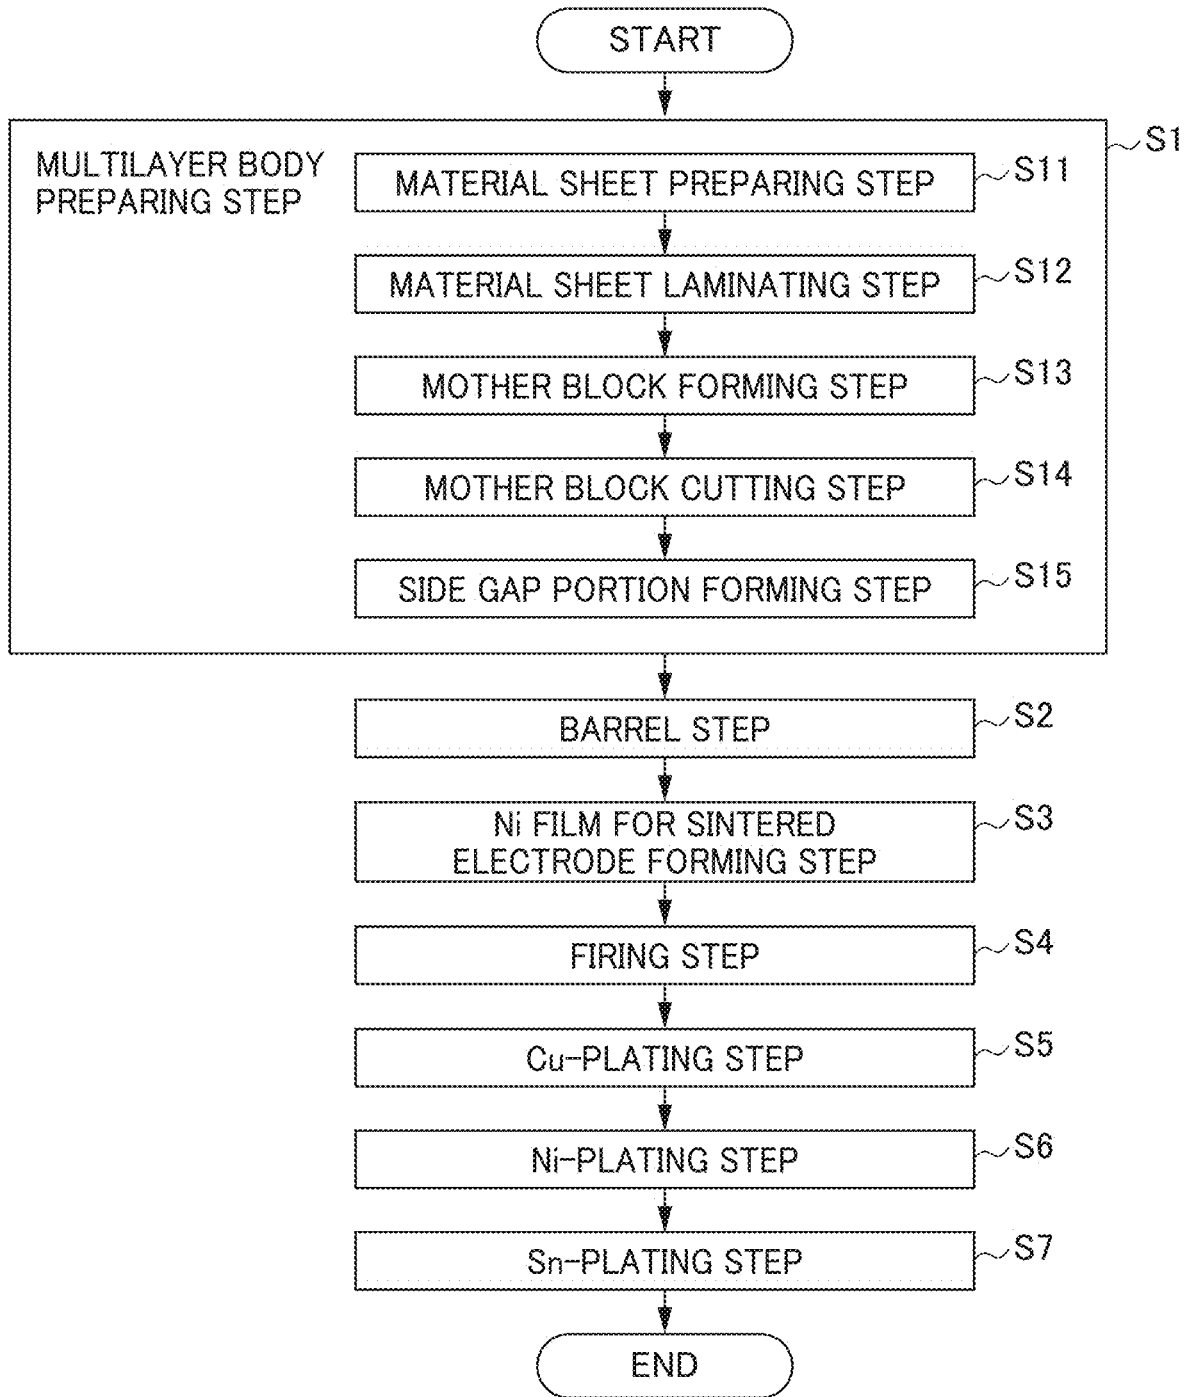 START
S1
MULTILAYER BODY
PREPARING STEP
MATERIAL SHEET PREPARING STEP
S11
MATERIAL SHEET LAMINATING STEP
S12
MOTHER BLOCK FORMING STEP
S13
MOTHER BLOCK CUTTING STEP
S14
SIDE GAP PORTION FORMING STEP
S15
BARREL STEP
S2
Ni FILM FOR SINTERED
ELECTRODE FORMING STEP
S3
FIRING STEP
S4
Cu-PLATING STEP
S5
Ni-PLATING STEP
S6
Sn-PLATING STEP
S7
END